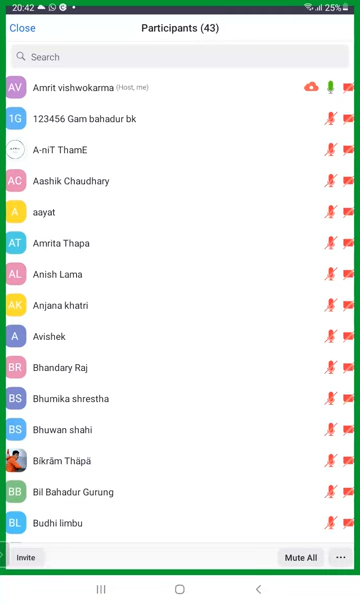 20:42
25%
Close
Participants (43)
Search
AV Amrit vishwokarma (Host, me)
1G 123456 Gam bahadur bk
A-niT ThamE
AC Aashik Chaudhary
A aayat
AT Amrita Thapa
AL Anish Lama
AK Anjana khatri
A Avishek
BR Bhandary Raj
BS Bhumika shrestha
BS Bhuwan shahi
Bíkrãm Thäpä
BB Bil Bahadur Gurung
BL Budhi limbu
Invite
Mute All